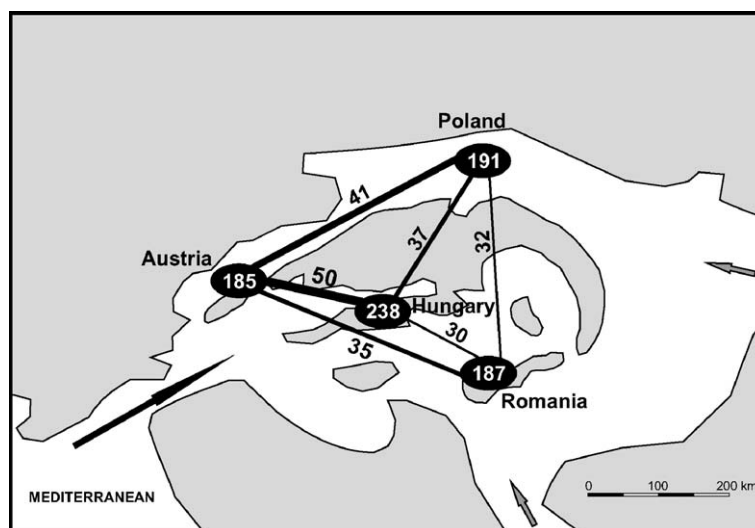 Poland
191
41
37
32
Austria
185
50
238
Hungary
30
35
187
Romania
MEDITERRANEAN
0 100 200 km